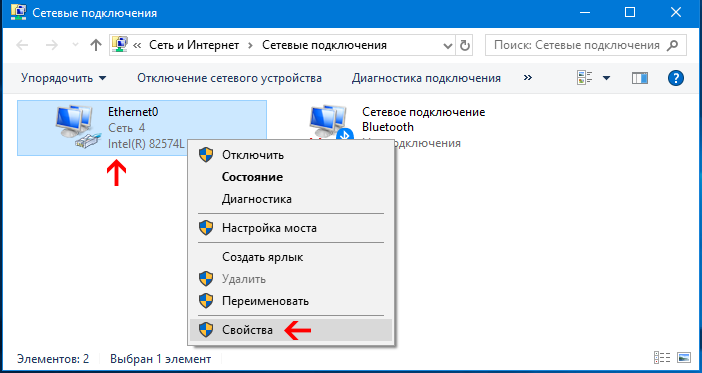 Сетевые подключения
« Сеть и Интернет > Сетевые подключения
Поиск: Сетевые подключения
Упорядочить
Отключение сетевого устройства
Диагностика подключения
»
Ethernet0
Сеть 4
Intel(R) 82574L
Сетевое подключение
Bluetooth
подключения
Отключить
Состояние
Диагностика
Настройка моста
Создать ярлык
Удалить
Переименовать
Свойства
Элементов: 2
Выбран 1 элемент